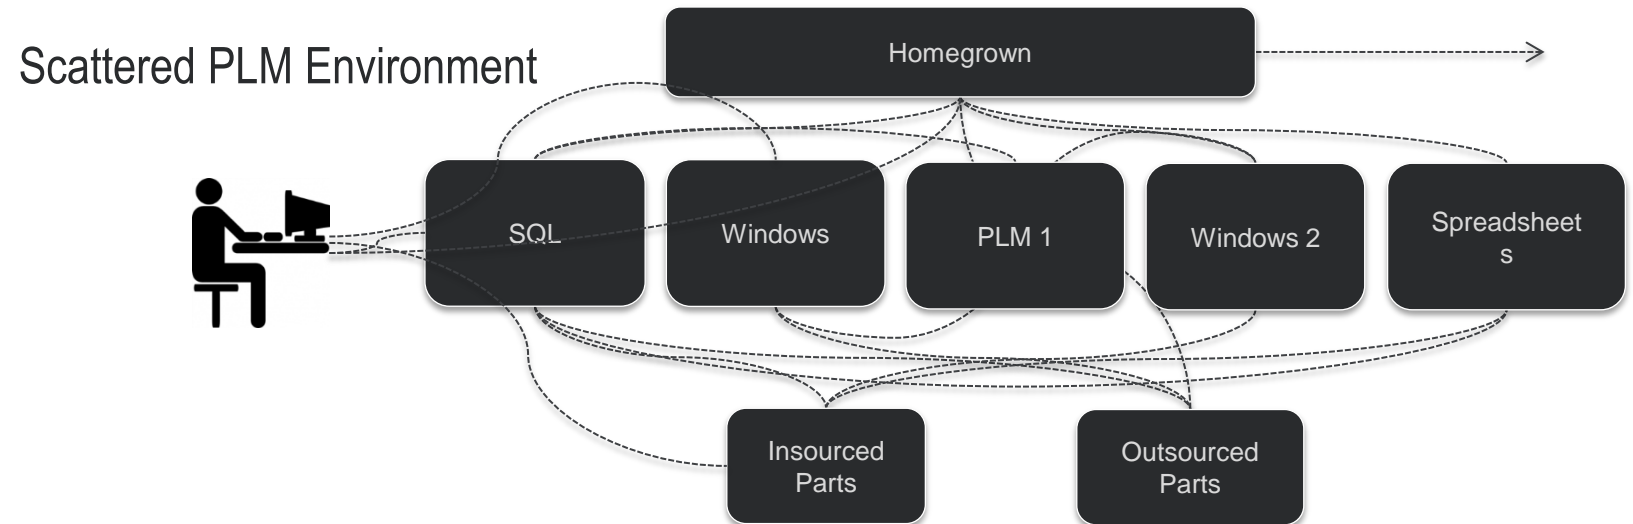 Scattered PLM Environment
Homegrown
SQL
Windows
PLM 1
Windows 2
Spreadsheet
s
Insourced
Parts
Outsourced
Parts